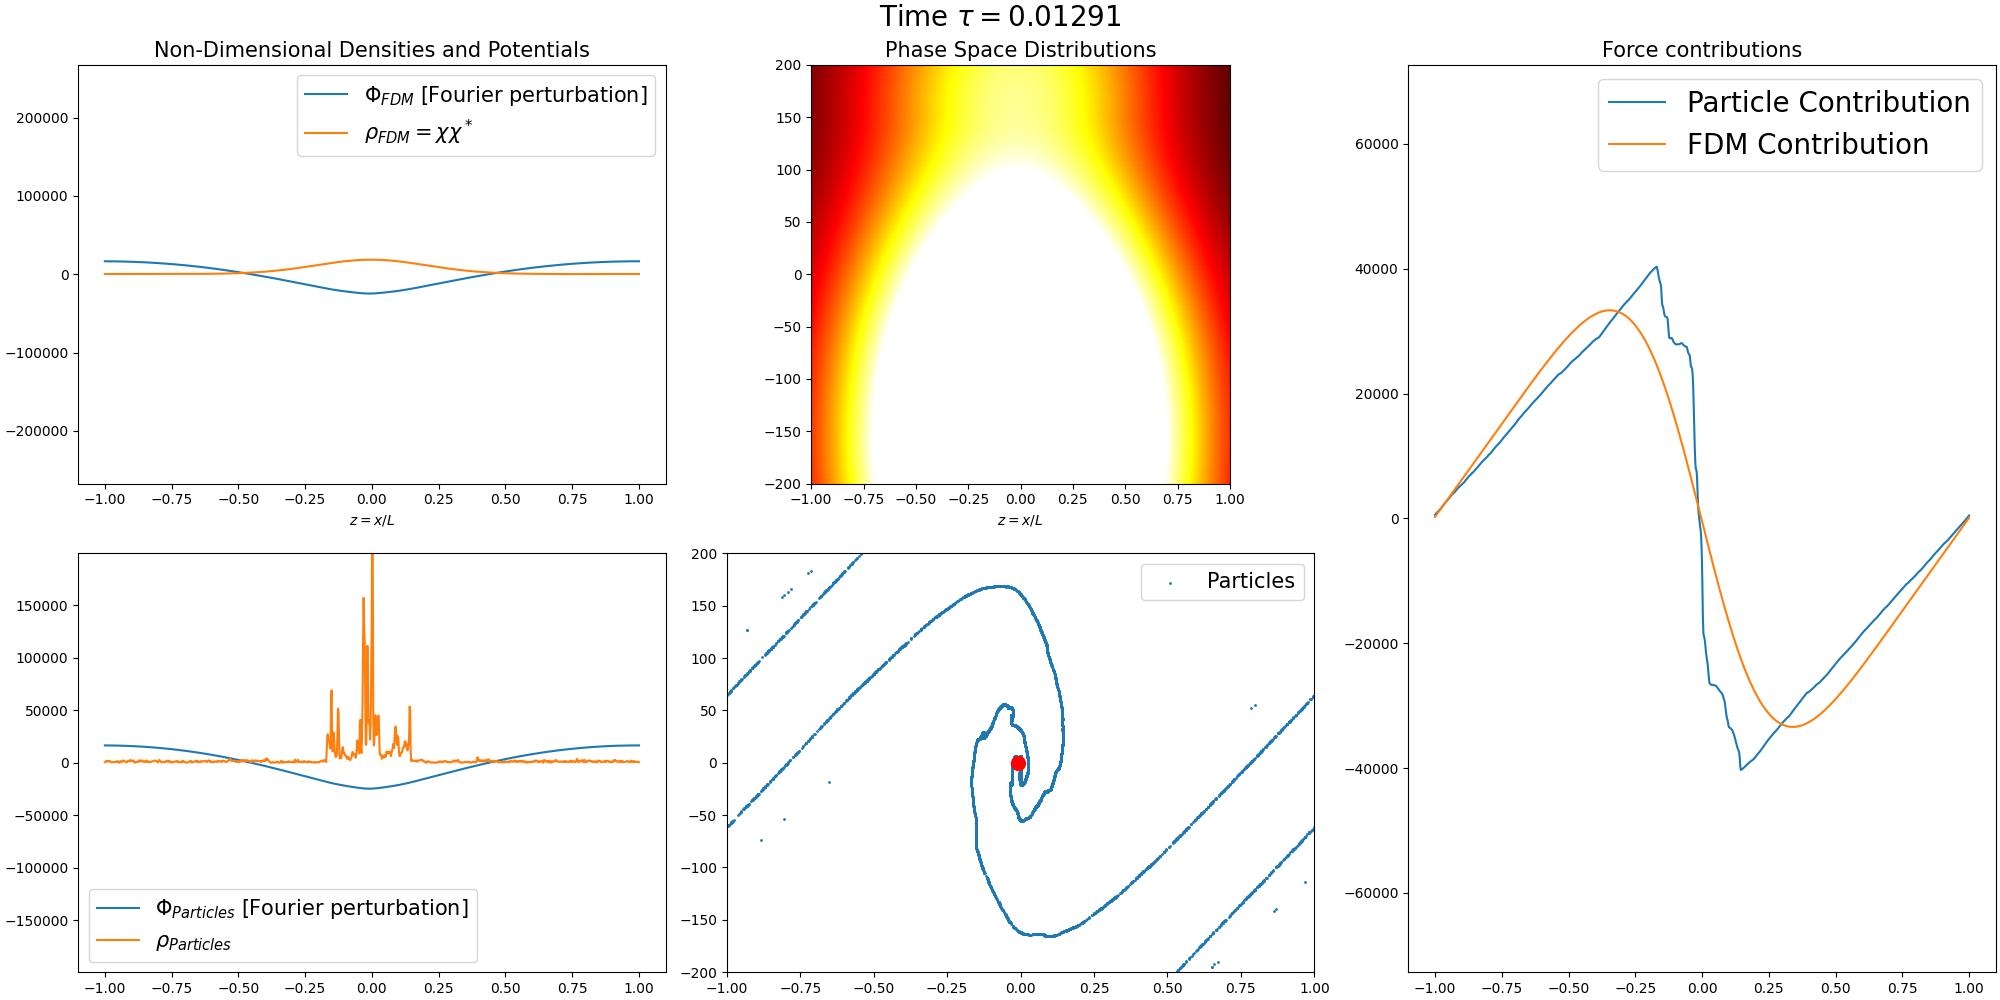 Time τ = 0.01291
Non-Dimensional Densities and Potentials
Φ_FDM [Fourier perturbation]
ρ_FDM = χχ*
200000
100000
0
−100000
−200000
−1.00 −0.75 −0.50 −0.25 0.00 0.25 0.50 0.75 1.00
z = x/L
Phase Space Distributions
200
150
100
50
0
−50
−100
−150
−200
−1.00 −0.75 −0.50 −0.25 0.00 0.25 0.50 0.75 1.00
z = x/L
Force contributions
Particle Contribution
FDM Contribution
60000
40000
20000
0
−20000
−40000
−60000
−1.00 −0.75 −0.50 −0.25 0.00 0.25 0.50 0.75 1.00
150000
100000
50000
0
−50000
−100000
−150000
Φ_Particles [Fourier perturbation]
ρ_Particles
−1.00 −0.75 −0.50 −0.25 0.00 0.25 0.50 0.75 1.00
Particles
200
150
100
50
0
−50
−100
−150
−200
−1.00 −0.75 −0.50 −0.25 0.00 0.25 0.50 0.75 1.00